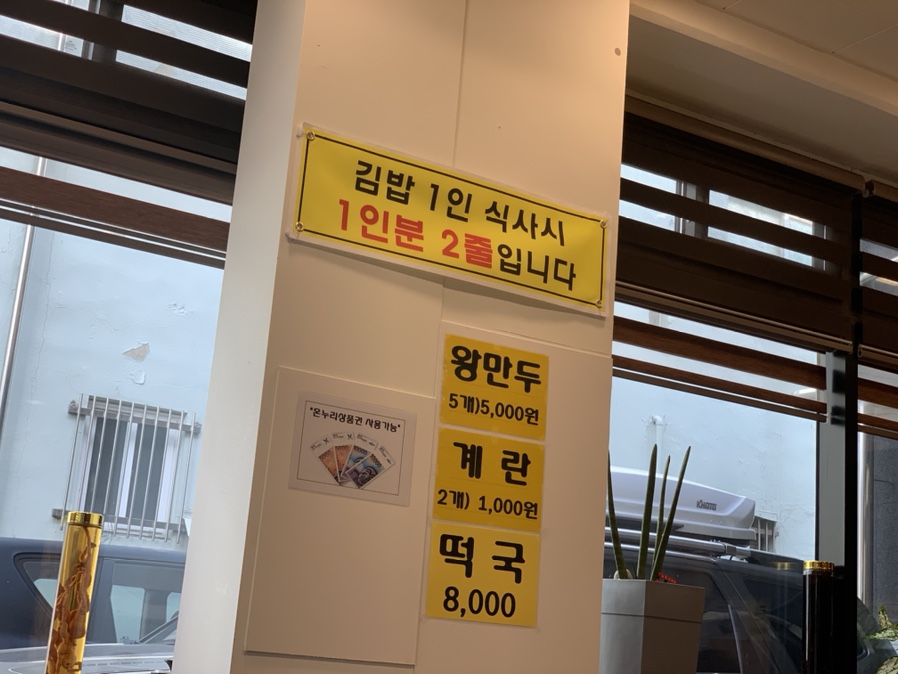 김밥 1인 식사시
1인분 2줄입니다
왕만두
5개)5,000원
계란
2개) 1,000원
떡국
8,000
"온누리상품권 사용가능"